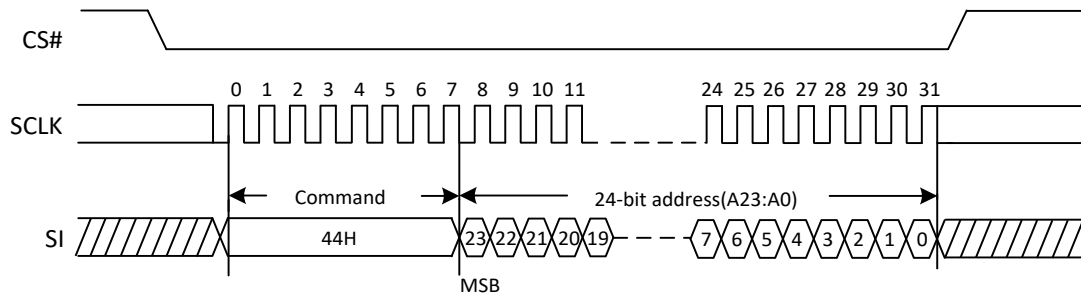 CS#
0 1 2 3 4 5 6 7 8 9 10 11 24 25 26 27 28 29 30 31
SCLK
Command 24-bit address(A23:A0)
SI 44H 23 22 21 20 19 7 6 5 4 3 2 1 0
MSB